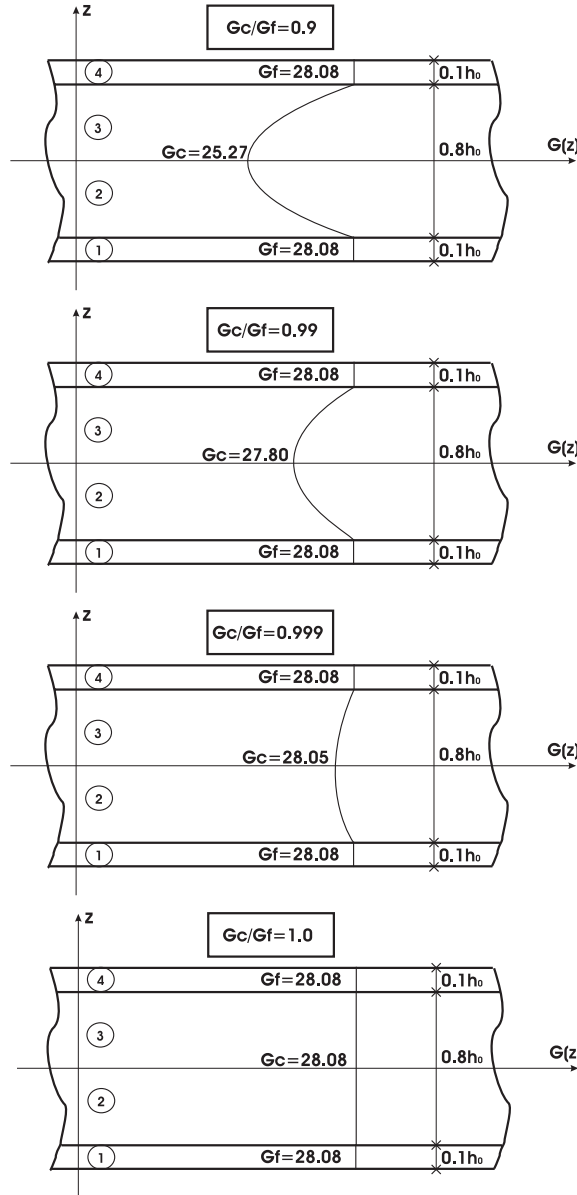 z
Gc/Gf=0.9
4 Gf=28.08 0.1h₀
3
Gc=25.27 0.8h₀ G(z)
2
1 Gf=28.08 0.1h₀
z
Gc/Gf=0.99
4 Gf=28.08 0.1h₀
3
Gc=27.80 0.8h₀ G(z)
2
1 Gf=28.08 0.1h₀
z
Gc/Gf=0.999
4 Gf=28.08 0.1h₀
3
Gc=28.05 0.8h₀ G(z)
2
1 Gf=28.08 0.1h₀
z
Gc/Gf=1.0
4 Gf=28.08 0.1h₀
3
Gc=28.08 0.8h₀ G(z
2
1 Gf=28.08 0.1h₀